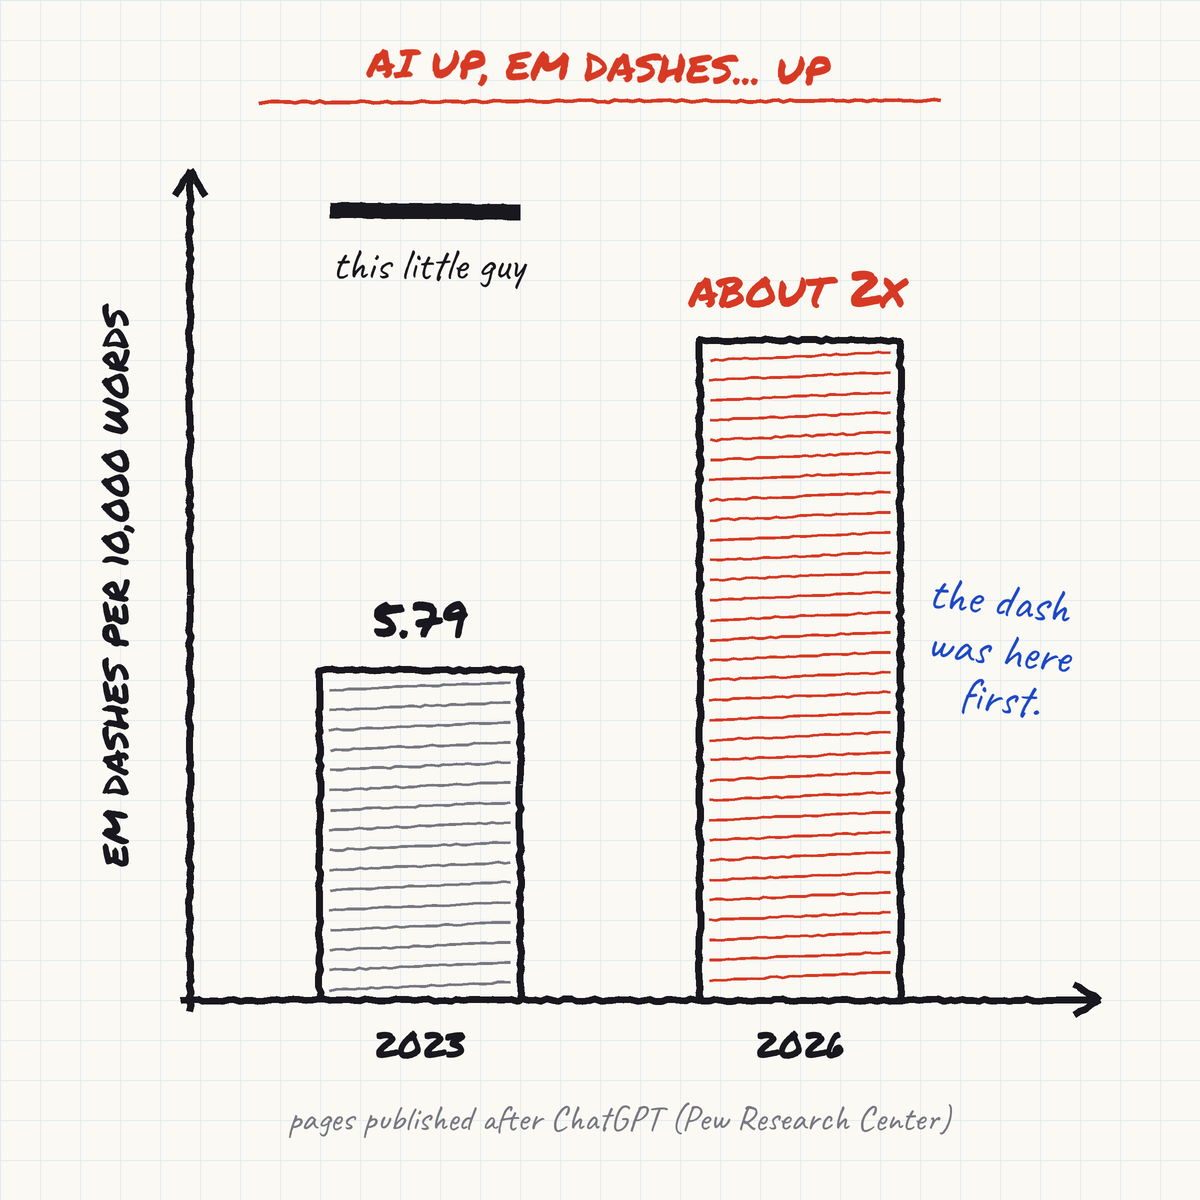 AI UP, EM DASHES... UP
this little guy
ABOUT 2X
EM DASHES PER 10,000 WORDS
5.79
the dash
was here
first.
2023
2026
pages published after ChatGPT (Pew Research Center)